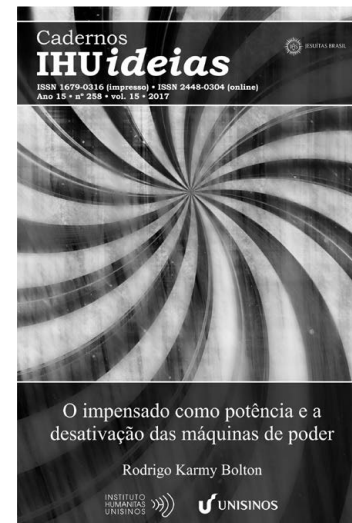 Cadernos
IHUideias
JESUÍTAS BRASIL
ISSN 1679-0316 (impresso) • ISSN 2448-0304 (online)
Ano 15 • nº 258 • vol. 15 • 2017
O impensado como potência e a
desativação das máquinas de poder
Rodrigo Karmy Bolton
INSTITUTO
HUMANITAS
UNISINOS
UNISINOS